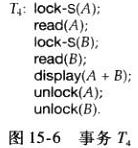 T₄: lock-S(A);
read(A);
lock-S(B);
read(B);
display(A + B);
unlock(A);
unlock(B).
图 15-6 事务 T₄